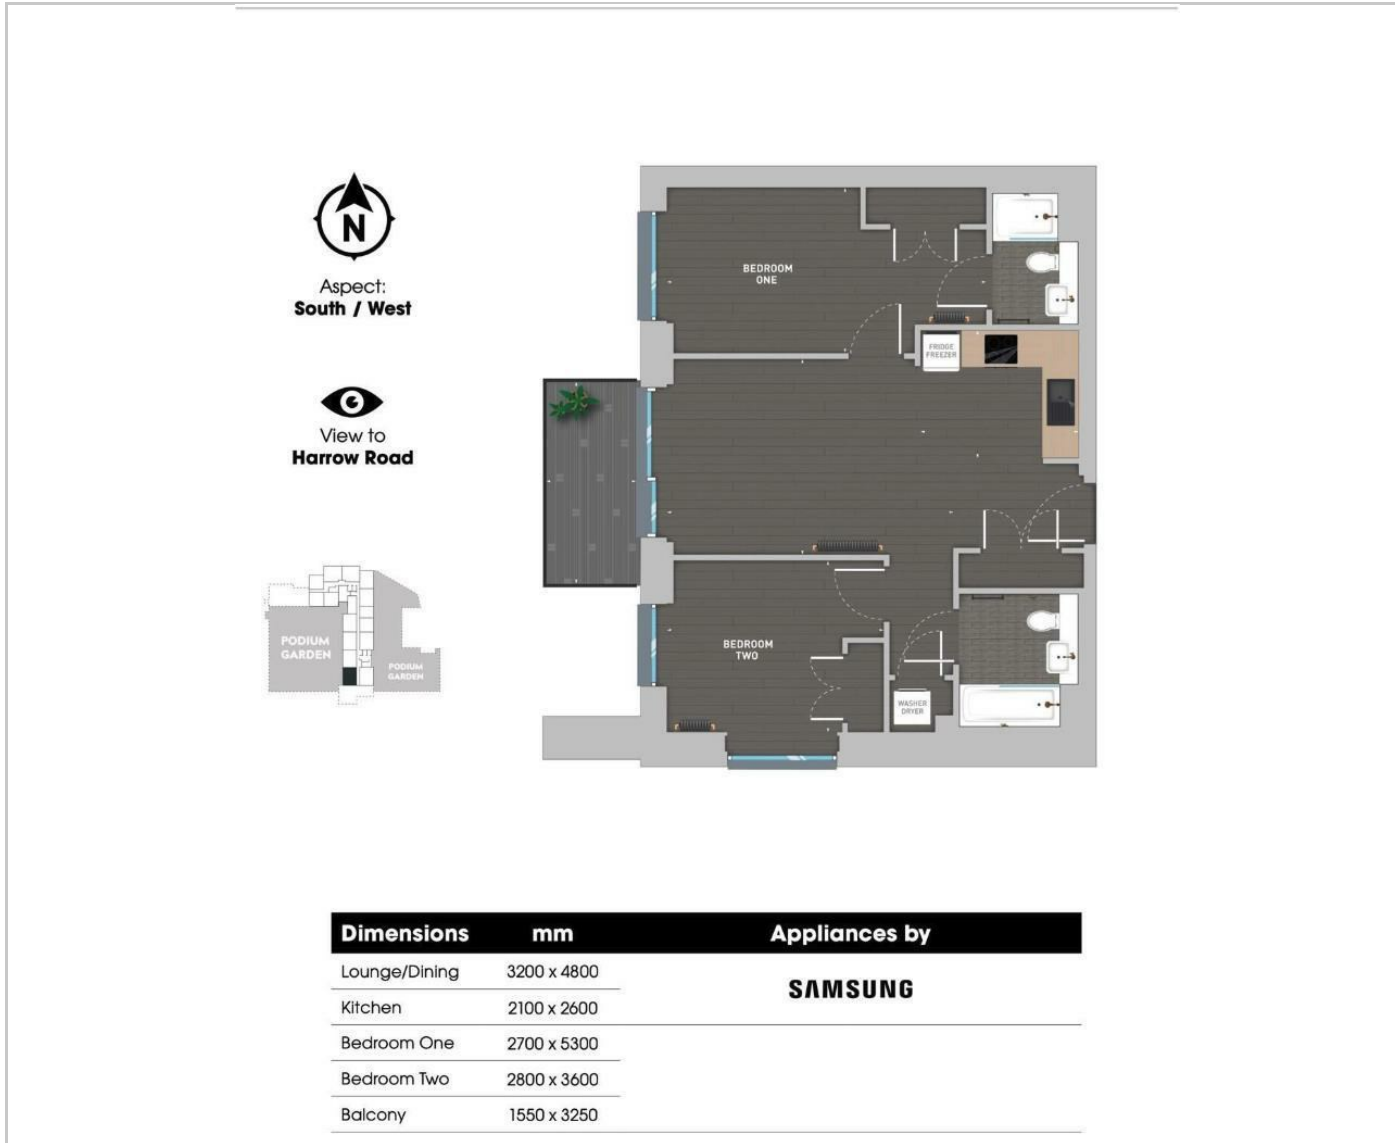 N
Aspect:
South / West
View to
Harrow Road
PODIUM
GARDEN
PODIUM
GARDEN
BEDROOM
ONE
FRIDGE
FREEZER
BEDROOM
TWO
WASHER
DRYER
Dimensions mm Appliances by
Lounge/Dining 3200 x 4800
SAMSUNG
Kitchen 2100 x 2600
Bedroom One 2700 x 5300
Bedroom Two 2800 x 3600
Balcony 1550 x 3250